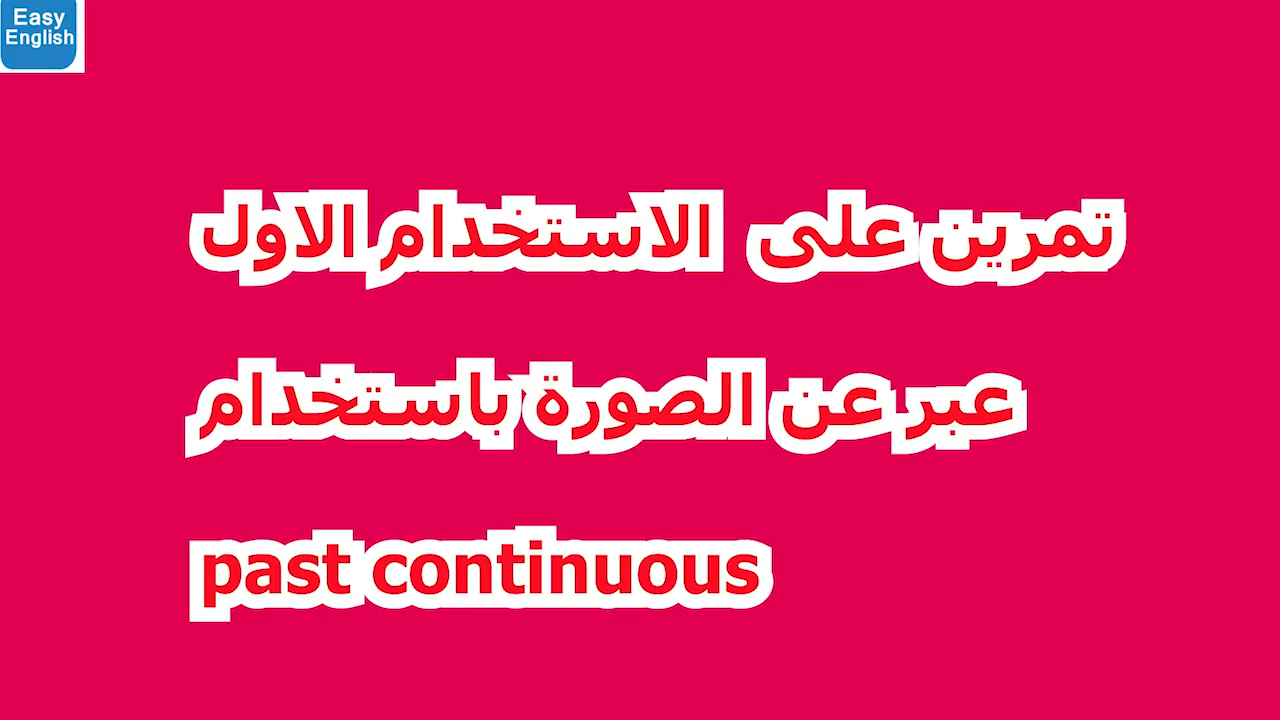 Easy
English
تمرين على الاستخدام الاول
عبر عن الصورة باستخدام
past continuous